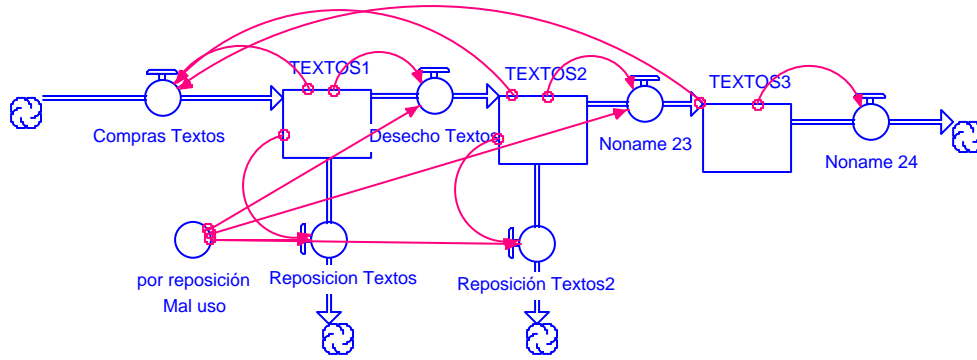 TEXTOS1
TEXTOS2
TEXTOS3
Compras Textos
Desecho Textos
Noname 23
Noname 24
por reposición
Mal uso
Reposicion Textos
Reposición Textos2